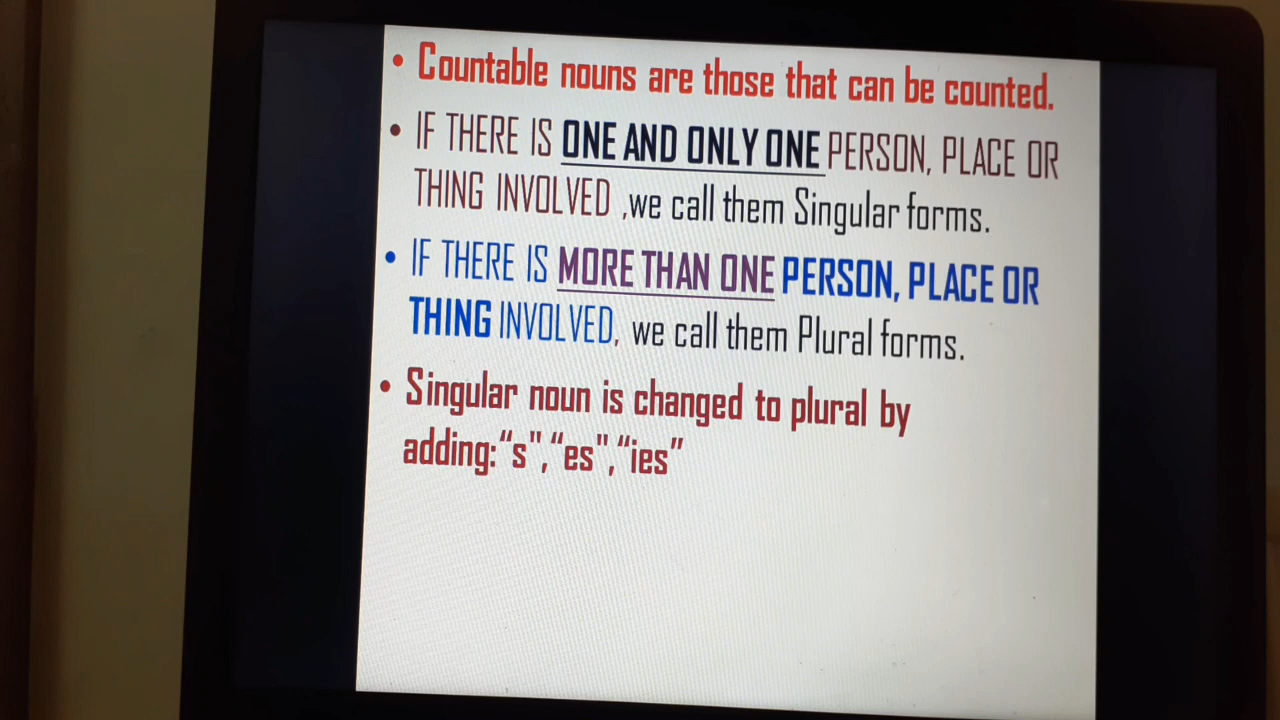 • Countable nouns are those that can be counted.
• IF THERE IS ONE AND ONLY ONE PERSON, PLACE OR
THING INVOLVED ,we call them Singular forms.
• IF THERE IS MORE THAN ONE PERSON, PLACE OR
THING INVOLVED, we call them Plural forms.
• Singular noun is changed to plural by
adding:“s",“es",“ies”